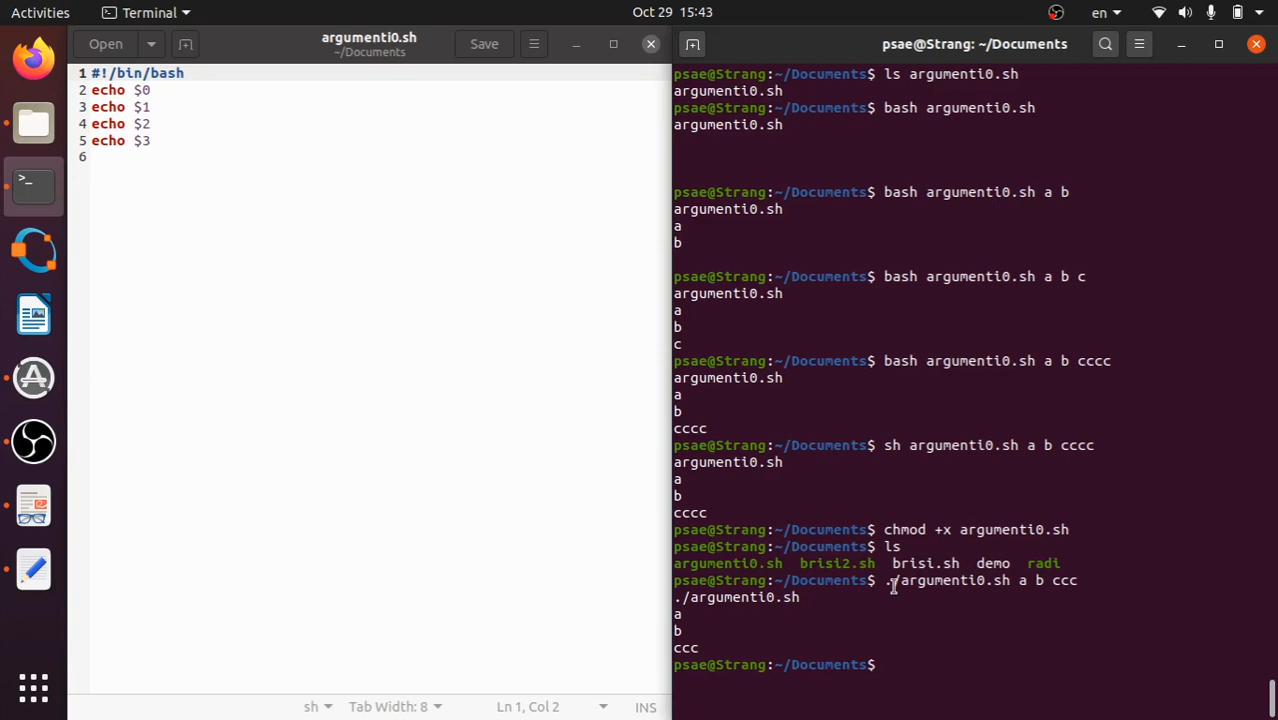 Activities
Terminal
Oct 29 15:43
en
Open
argumenti0.sh
~/Documents
Save
1 #!/bin/bash
2 echo $0
3 echo $1
4 echo $2
5 echo $3
6
sh
Tab Width: 8
Ln 1, Col 2
INS
psae@Strang: ~/Documents
psae@Strang:~/Documents$ ls argumenti0.sh
argumenti0.sh
psae@Strang:~/Documents$ bash argumenti0.sh
argumenti0.sh
psae@Strang:~/Documents$ bash argumenti0.sh a b
argumenti0.sh
a
b
psae@Strang:~/Documents$ bash argumenti0.sh a b c
argumenti0.sh
a
b
c
psae@Strang:~/Documents$ bash argumenti0.sh a b cccc
argumenti0.sh
a
b
cccc
psae@Strang:~/Documents$ sh argumenti0.sh a b cccc
argumenti0.sh
a
b
cccc
psae@Strang:~/Documents$ chmod +x argumenti0.sh
psae@Strang:~/Documents$ ls
argumenti0.sh brisi2.sh brisi.sh demo radi
psae@Strang:~/Documents$ ./argumenti0.sh a b ccc
./argumenti0.sh
a
b
ccc
psae@Strang:~/Documents$